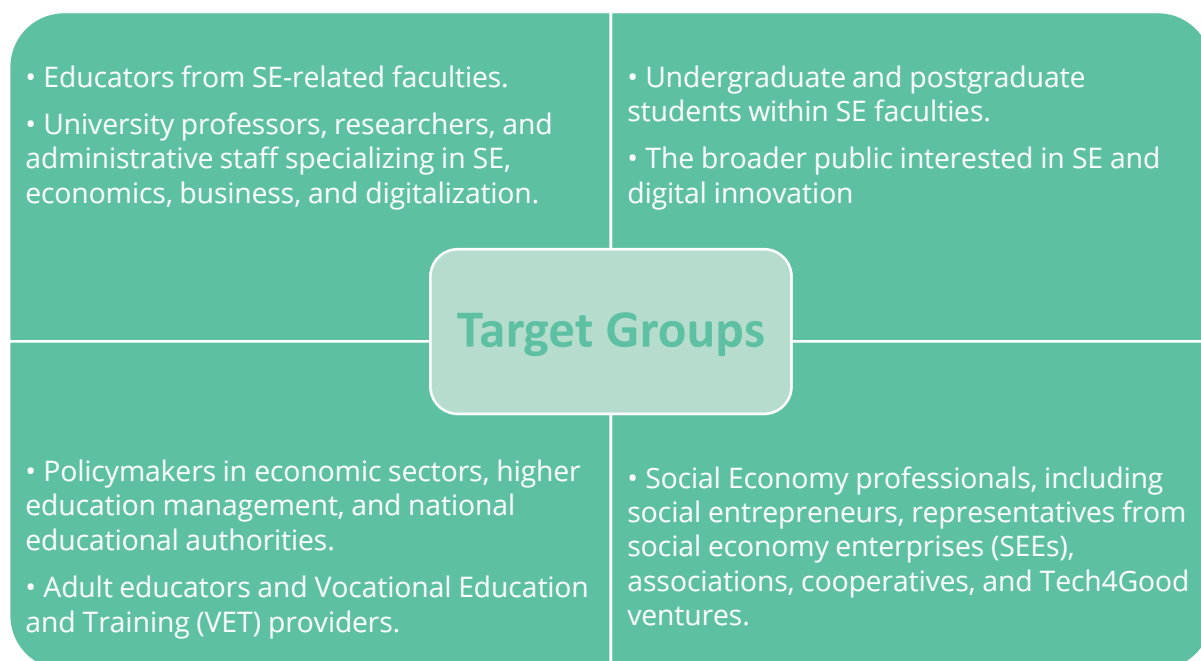 • Educators from SE-related faculties.
• University professors, researchers, and
administrative staff specializing in SE,
economics, business, and digitalization.
• Undergraduate and postgraduate
students within SE faculties.
• The broader public interested in SE and
digital innovation
Target Groups
• Policymakers in economic sectors, higher
education management, and national
educational authorities.
• Adult educators and Vocational Education
and Training (VET) providers.
• Social Economy professionals, including
social entrepreneurs, representatives from
social economy enterprises (SEEs),
associations, cooperatives, and Tech4Good
ventures.